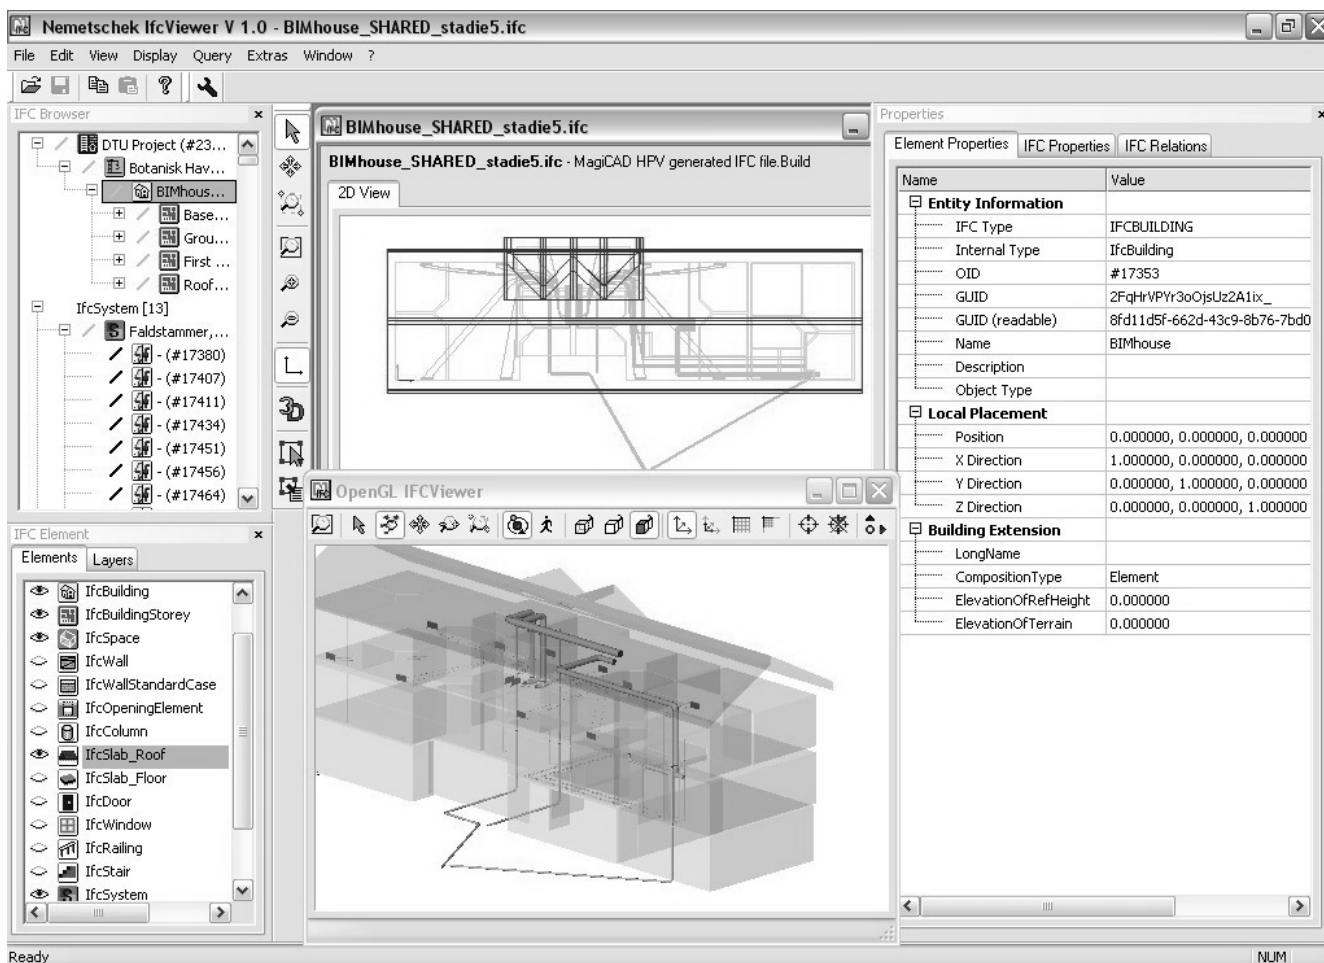 Nemetschek IfcViewer V 1.0 - BIMhouse_SHARED_stadie5.ifc
File Edit View Display Query Extras Window ?
IFC Browser
DTU Project (#23...
Botanisk Hav...
BIMhous...
Base...
Grou...
First ...
Roof...
IfcSystem [13]
Faldstammer,...
- (#17380)
- (#17407)
- (#17411)
- (#17434)
- (#17451)
- (#17456)
- (#17464)
IFC Element
Elements Layers
IfcBuilding
IfcBuildingStorey
IfcSpace
IfcWall
IfcWallStandardCase
IfcOpeningElement
IfcColumn
IfcSlab_Roof
IfcSlab_Floor
IfcDoor
IfcWindow
IfcRailing
IfcStair
IfcSystem
3D
BIMhouse_SHARED_stadie5.ifc
BIMhouse_SHARED_stadie5.ifc - MagiCAD HPV generated IFC file.Build
2D View
OpenGL IFCViewer
Properties
Element Properties IFC Properties IFC Relations
Name Value
Entity Information
IFC Type IFCBUILDING
Internal Type IfcBuilding
OID #17353
GUID 2FqHrVPYr3oOjsUz2A1ix_
GUID (readable) 8fd11d5f-662d-43c9-8b76-7bd0
Name BIMhouse
Description
Object Type
Local Placement
Position 0.000000, 0.000000, 0.000000
X Direction 1.000000, 0.000000, 0.000000
Y Direction 0.000000, 1.000000, 0.000000
Z Direction 0.000000, 0.000000, 1.000000
Building Extension
LongName
CompositionType Element
ElevationOfRefHeight 0.000000
ElevationOfTerrain 0.000000
Ready NUM